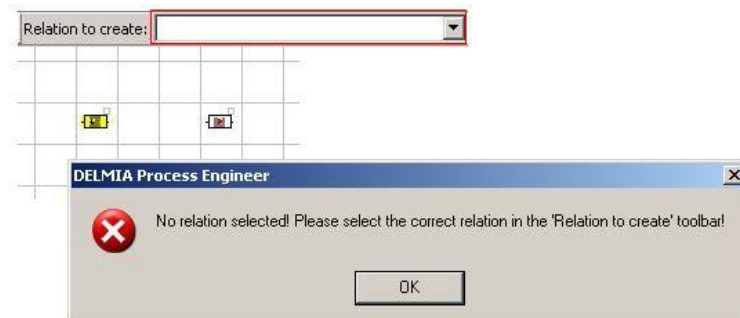 Relation to create:
DELMIA Process Engineer
No relation selected! Please select the correct relation in the 'Relation to create' toolbar!
OK